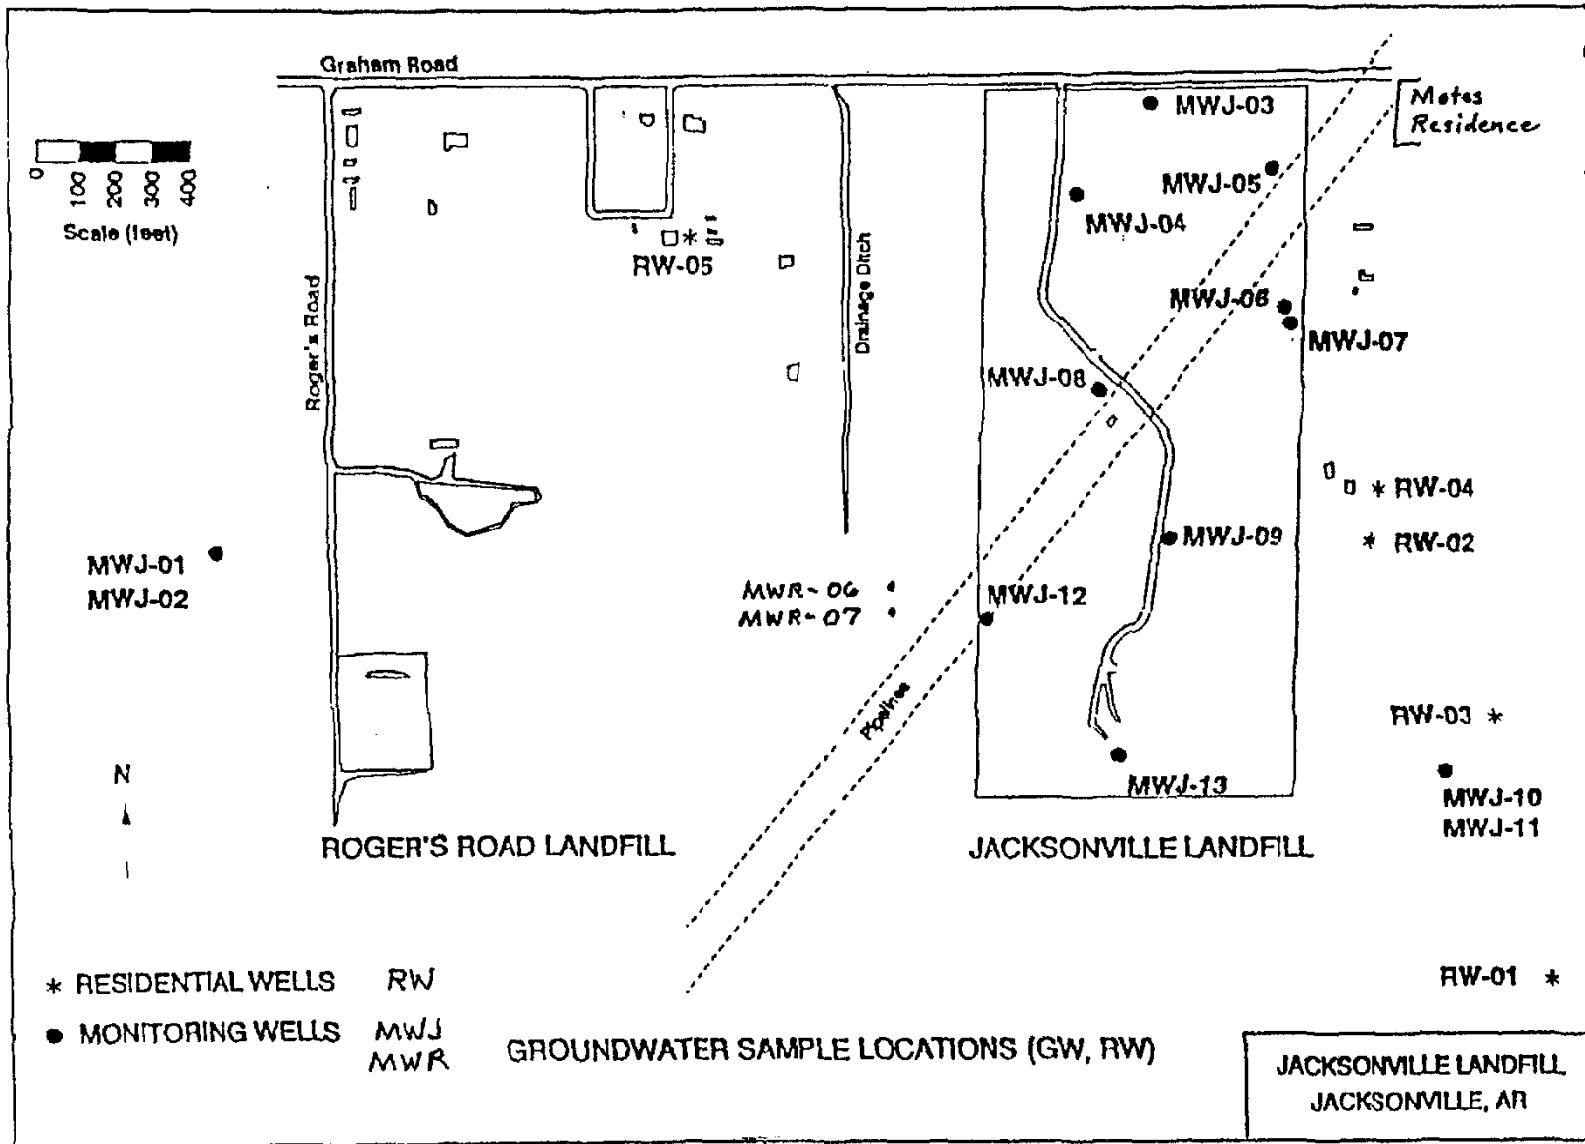 Graham Road
Motes
Residence
MWJ-03
MWJ-05
MWJ-04
0
100
200
300
400
Scale (feet)
RW-05
Drainage Ditch
Roger's Road
MWJ-06
MWJ-07
MWJ-08
RW-04
MWJ-09
RW-02
MWJ-01
MWJ-02
MWR-06
MWR-07
MWJ-12
Pipelines
RW-03
N
MWJ-13
MWJ-10
MWJ-11
ROGER'S ROAD LANDFILL
JACKSONVILLE LANDFILL
RW-01
* RESIDENTIAL WELLS RW
● MONITORING WELLS MWJ
MWR
GROUNDWATER SAMPLE LOCATIONS (GW, RW)
JACKSONVILLE LANDFILL
JACKSONVILLE, AR